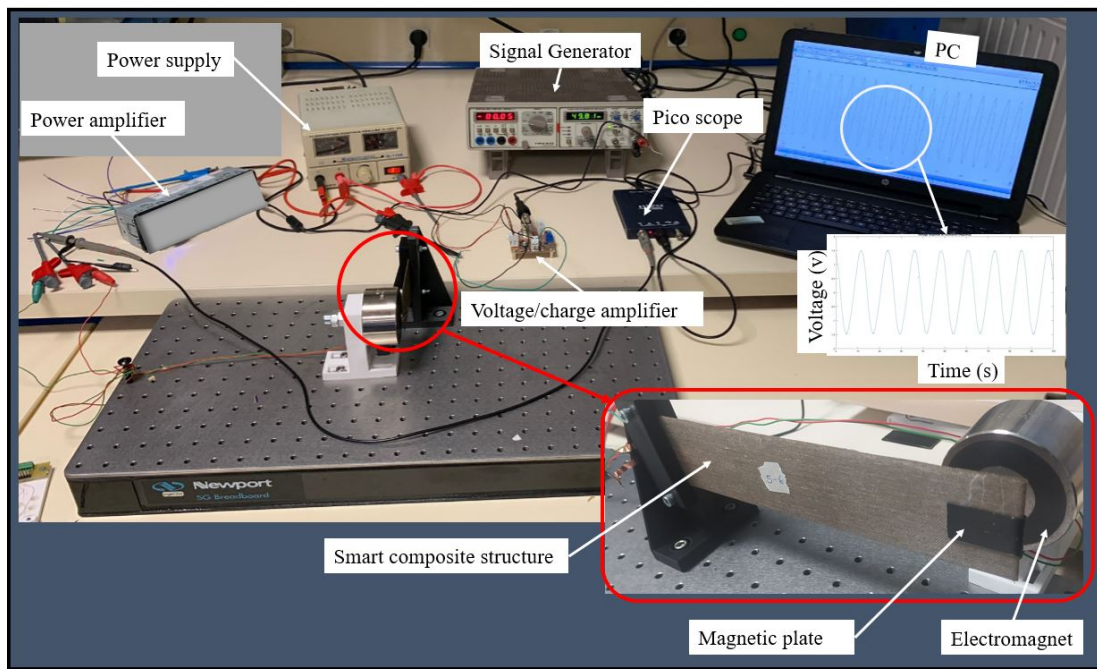 Power supply
Signal Generator
PC
Power amplifier
Pico scope
Voltage/charge amplifier
Voltage (v)
Time (s)
Newport
SG Breadboard
S-6
Smart composite structure
Magnetic plate
Electromagnet